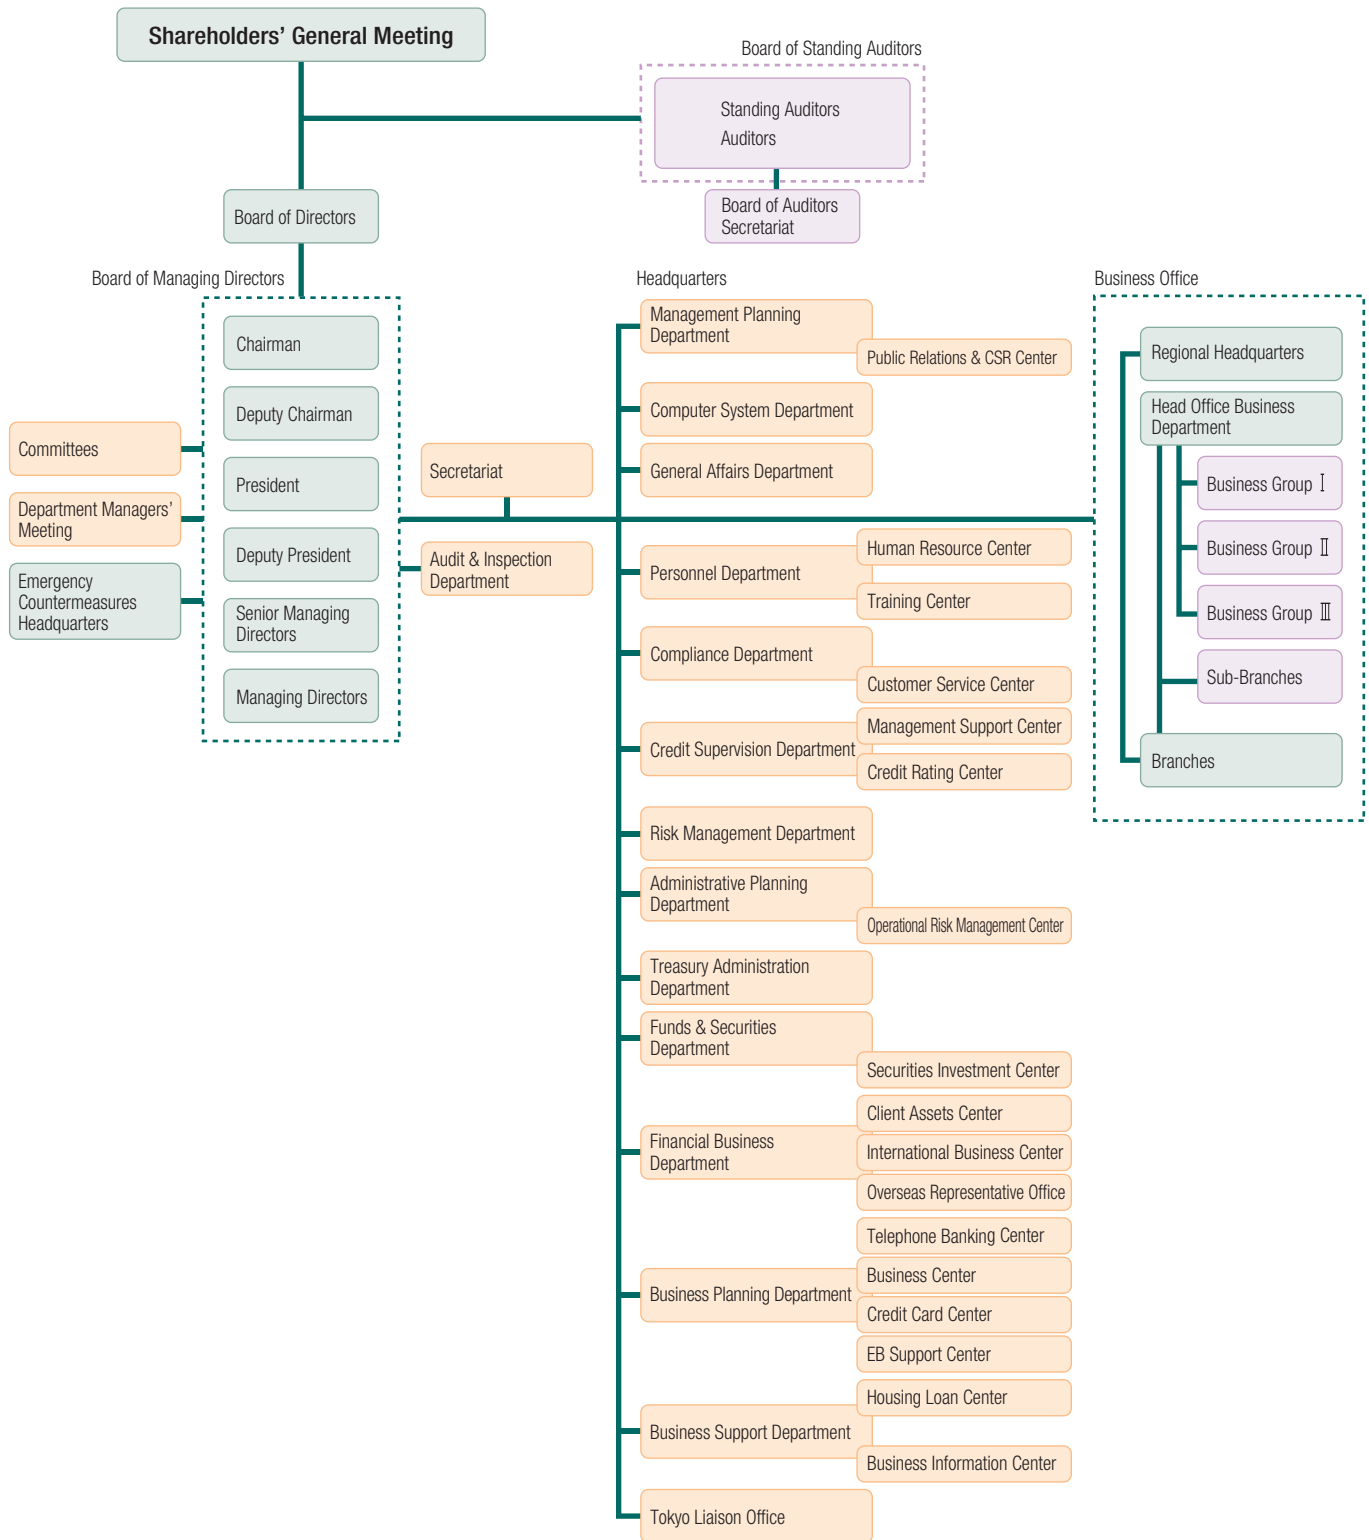 Shareholders’ General Meeting
Board of Standing Auditors
Standing Auditors
Auditors
Board of Auditors
Secretariat
Board of Directors
Board of Managing Directors
Chairman
Deputy Chairman
President
Deputy President
Senior Managing
Directors
Managing Directors
Committees
Department Managers’
Meeting
Emergency
Countermeasures
Headquarters
Secretariat
Audit & Inspection
Department
Headquarters
Management Planning
Department
Public Relations & CSR Center
Computer System Department
General Affairs Department
Personnel Department
Human Resource Center
Training Center
Compliance Department
Customer Service Center
Credit Supervision Department
Management Support Center
Credit Rating Center
Risk Management Department
Administrative Planning
Department
Operational Risk Management Center
Treasury Administration
Department
Funds & Securities
Department
Securities Investment Center
Financial Business
Department
Client Assets Center
International Business Center
Overseas Representative Office
Business Planning Department
Telephone Banking Center
Business Center
Credit Card Center
EB Support Center
Business Support Department
Housing Loan Center
Business Information Center
Tokyo Liaison Office
Business Office
Regional Headquarters
Head Office Business
Department
Business Group Ⅰ
Business Group Ⅱ
Business Group Ⅲ
Sub-Branches
Branches